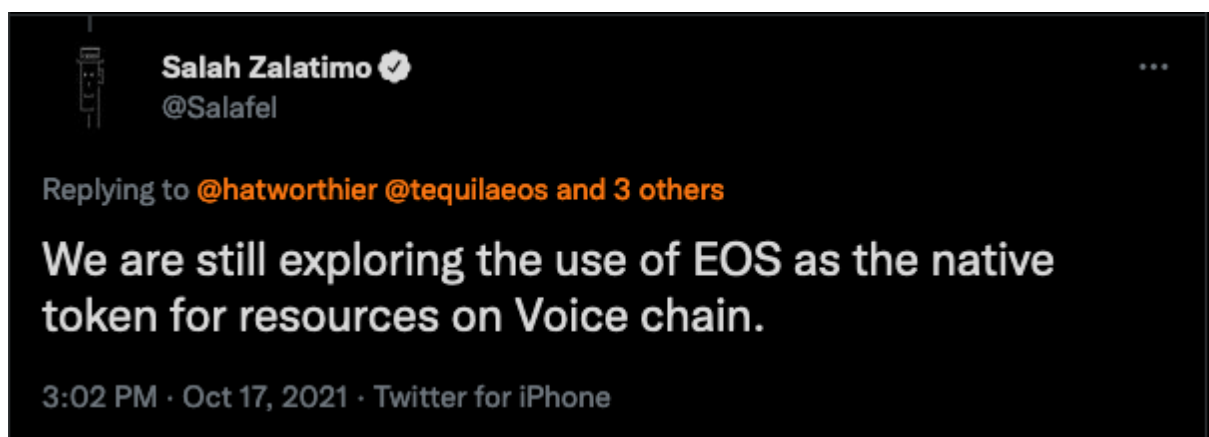 Salah Zalatimo
@Salafel
Replying to @hatworthier @tequilaeos and 3 others
We are still exploring the use of EOS as the native
token for resources on Voice chain.
3:02 PM · Oct 17, 2021 · Twitter for iPhone